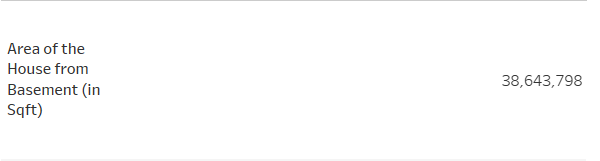 Area of the
House from
Basement (in
Sqft)
38,643,798